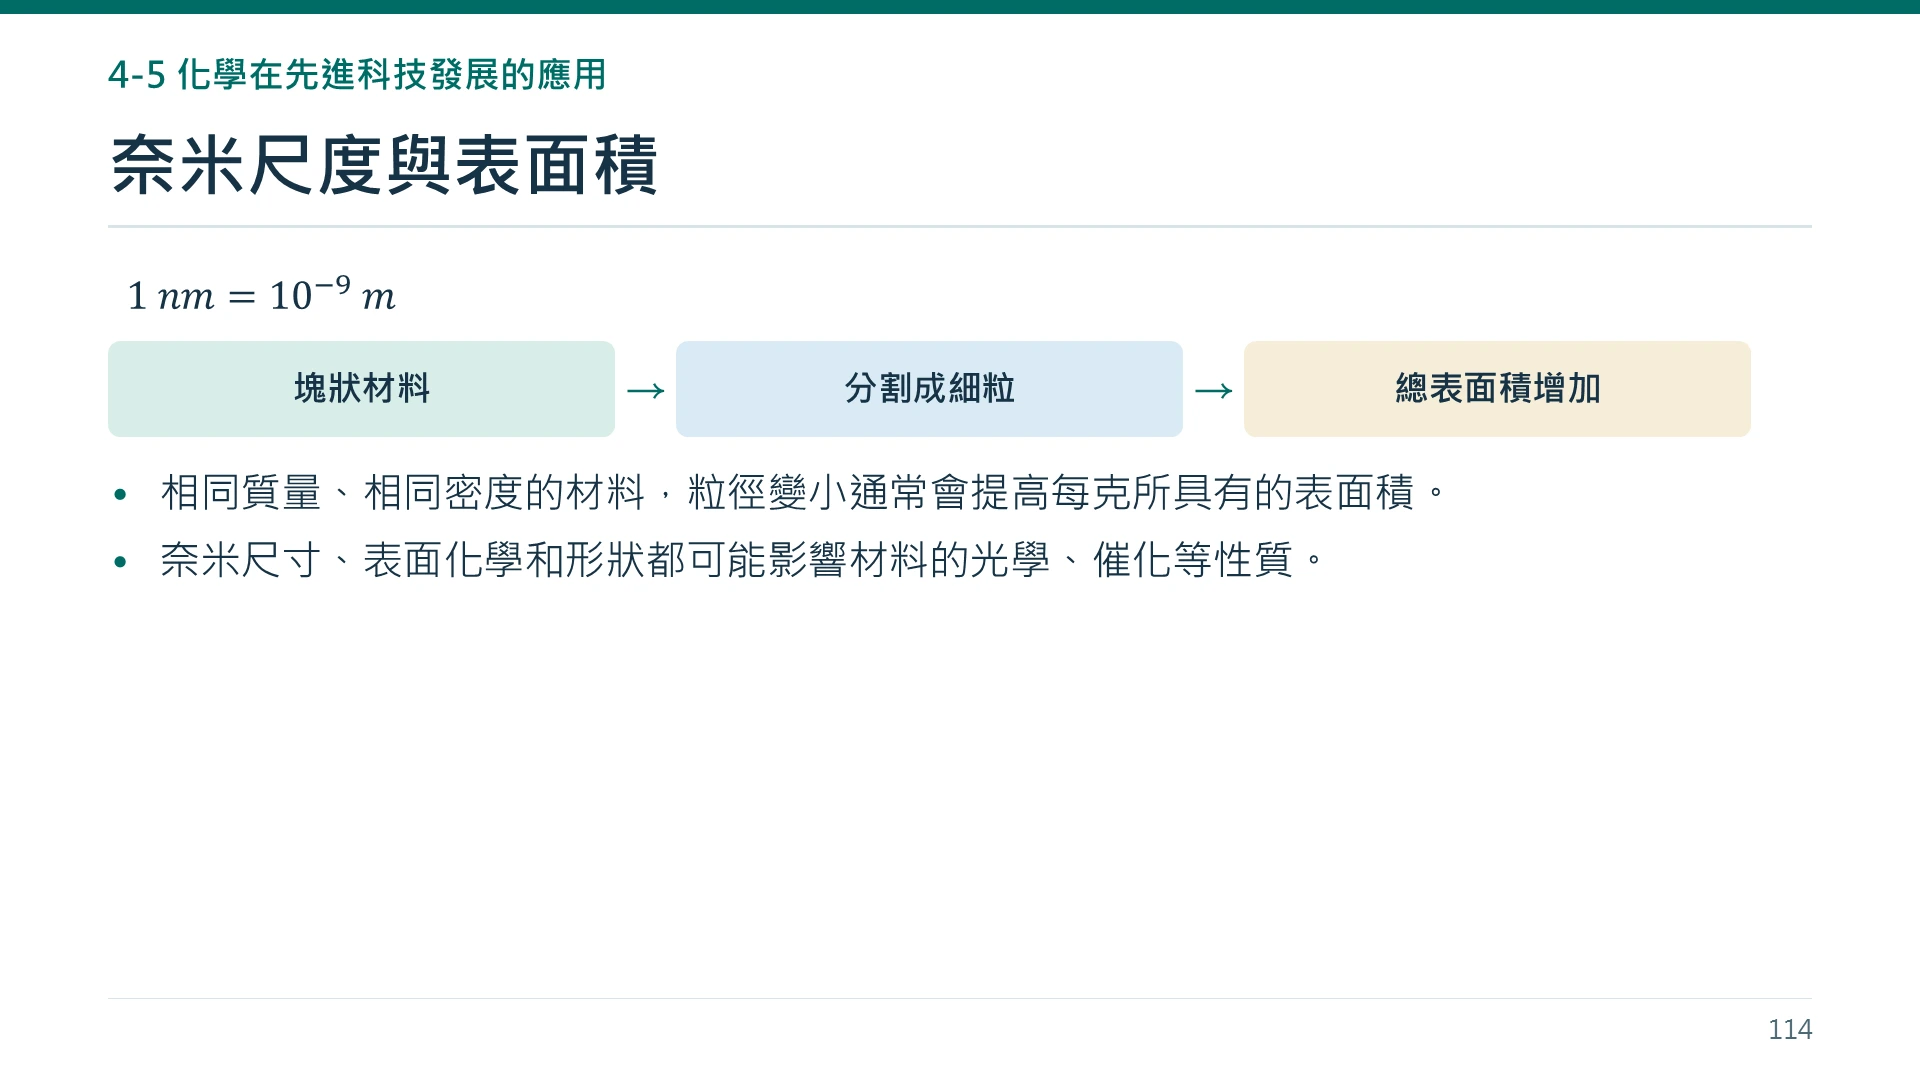 4-5 化學在先進科技發展的應用
奈米尺度與表面積
1 nm = 10⁻⁹ m
塊狀材料 → 分割成細粒 → 總表面積增加
• 相同質量、相同密度的材料，粒徑變小通常會提高每克所具有的表面積。
• 奈米尺寸、表面化學和形狀都可能影響材料的光學、催化等性質。
114